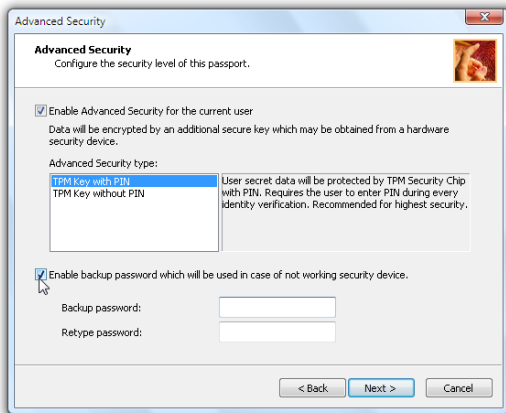 Advanced Security
Advanced Security
Configure the security level of this passport.
Enable Advanced Security for the current user
Data will be encrypted by an additional secure key which may be obtained from a hardware
security device.
Advanced Security type:
TPM Key with PIN
TPM Key without PIN
User secret data will be protected by TPM Security Chip
with PIN. Requires the user to enter PIN during every
identity verification. Recommended for highest security.
Enable backup password which will be used in case of not working security device.
Backup password:
Retype password:
< Back
Next >
Cancel